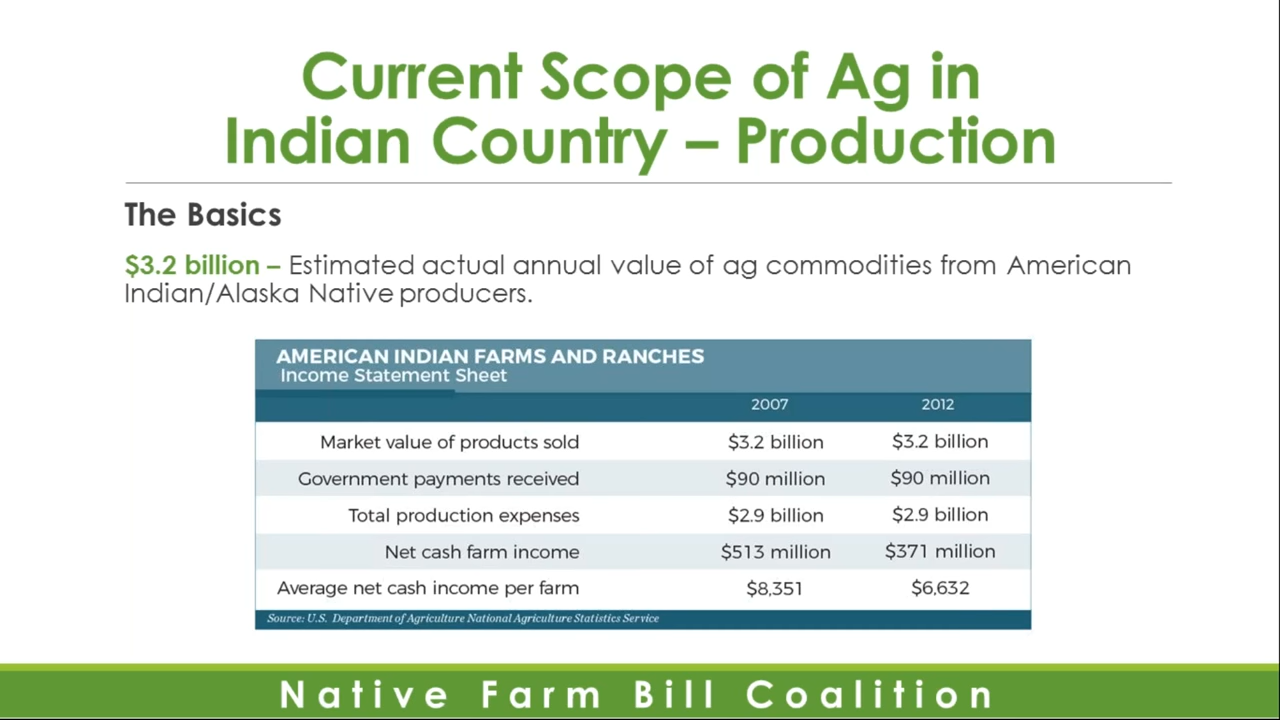 Current Scope of Ag in
Indian Country – Production
The Basics
$3.2 billion – Estimated actual annual value of ag commodities from American
Indian/Alaska Native producers.
AMERICAN INDIAN FARMS AND RANCHES
Income Statement Sheet
2007 2012
Market value of products sold $3.2 billion $3.2 billion
Government payments received $90 million $90 million
Total production expenses $2.9 billion $2.9 billion
Net cash farm income $513 million $371 million
Average net cash income per farm $8,351 $6,632
Source: U.S. Department of Agriculture National Agriculture Statistics Service
Native Farm Bill Coalition